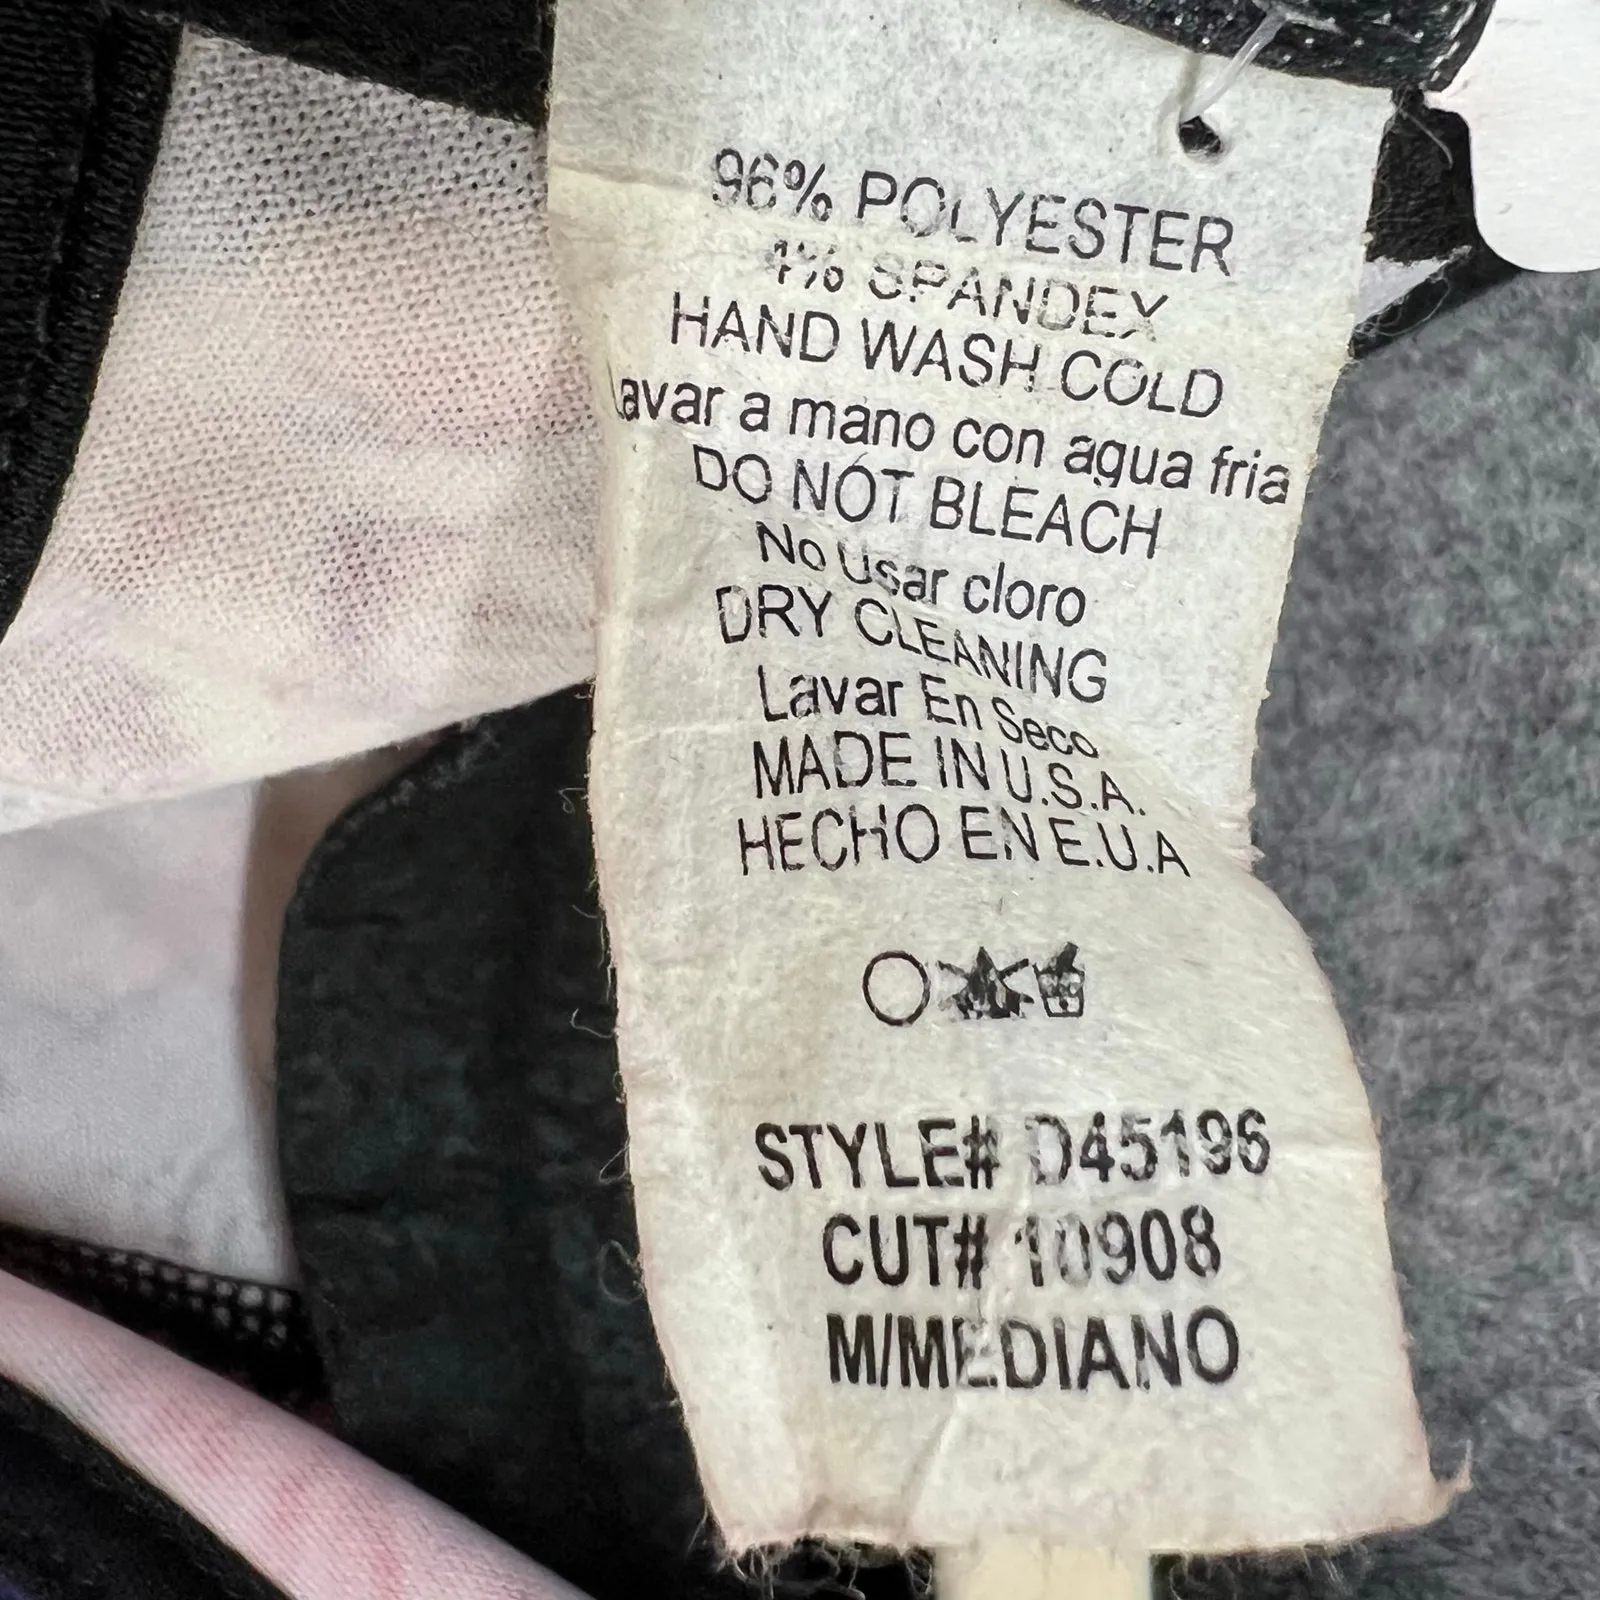 96% POLYESTER
4% SPANDEX
HAND WASH COLD
Lavar a mano con agua fria
DO NOT BLEACH
No usar cloro
DRY CLEANING
Lavar En Seco
MADE IN U.S.A.
HECHO EN E.U.A
STYLE# D45196
CUT# 10908
M/MEDIANO